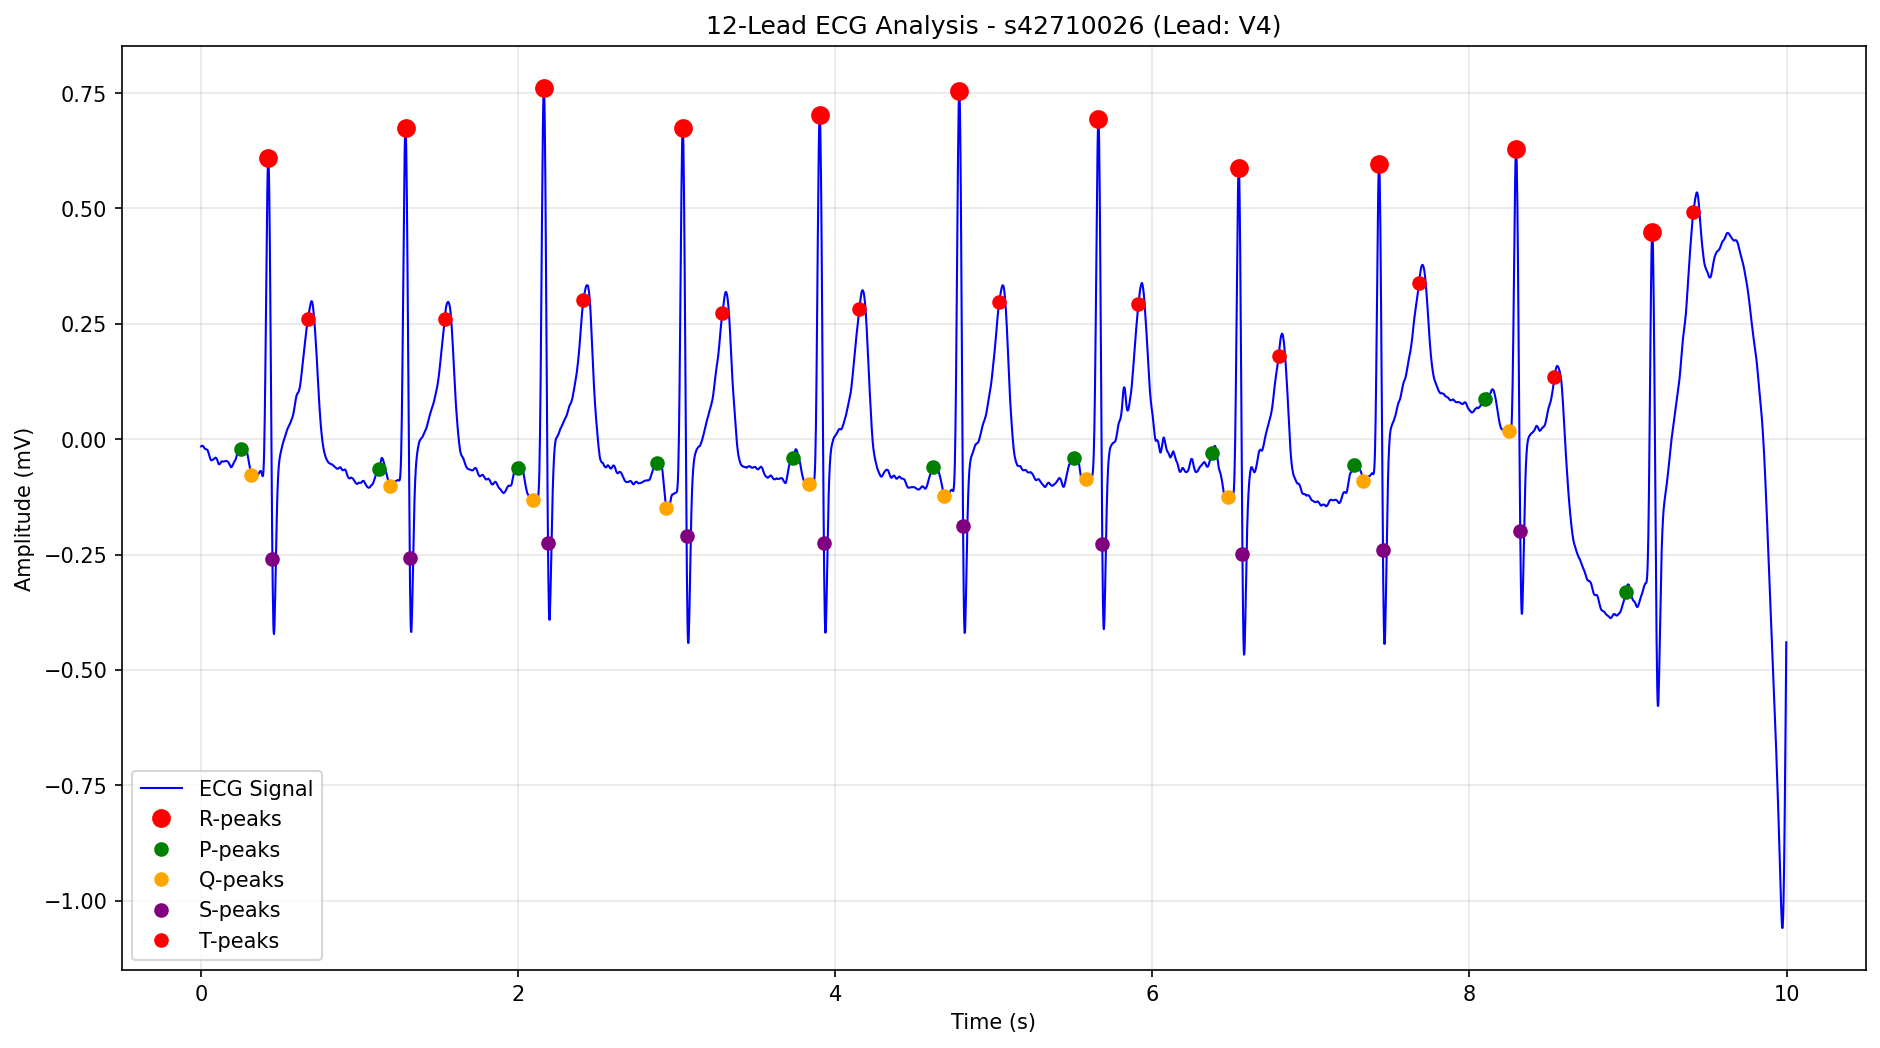 12-Lead ECG Analysis - s42710026 (Lead: V4)
Amplitude (mV)
0.75
0.50
0.25
0.00
−0.25
−0.50
−0.75
−1.00
ECG Signal
R-peaks
P-peaks
Q-peaks
S-peaks
T-peaks
0 2 4 6 8 10
Time (s)